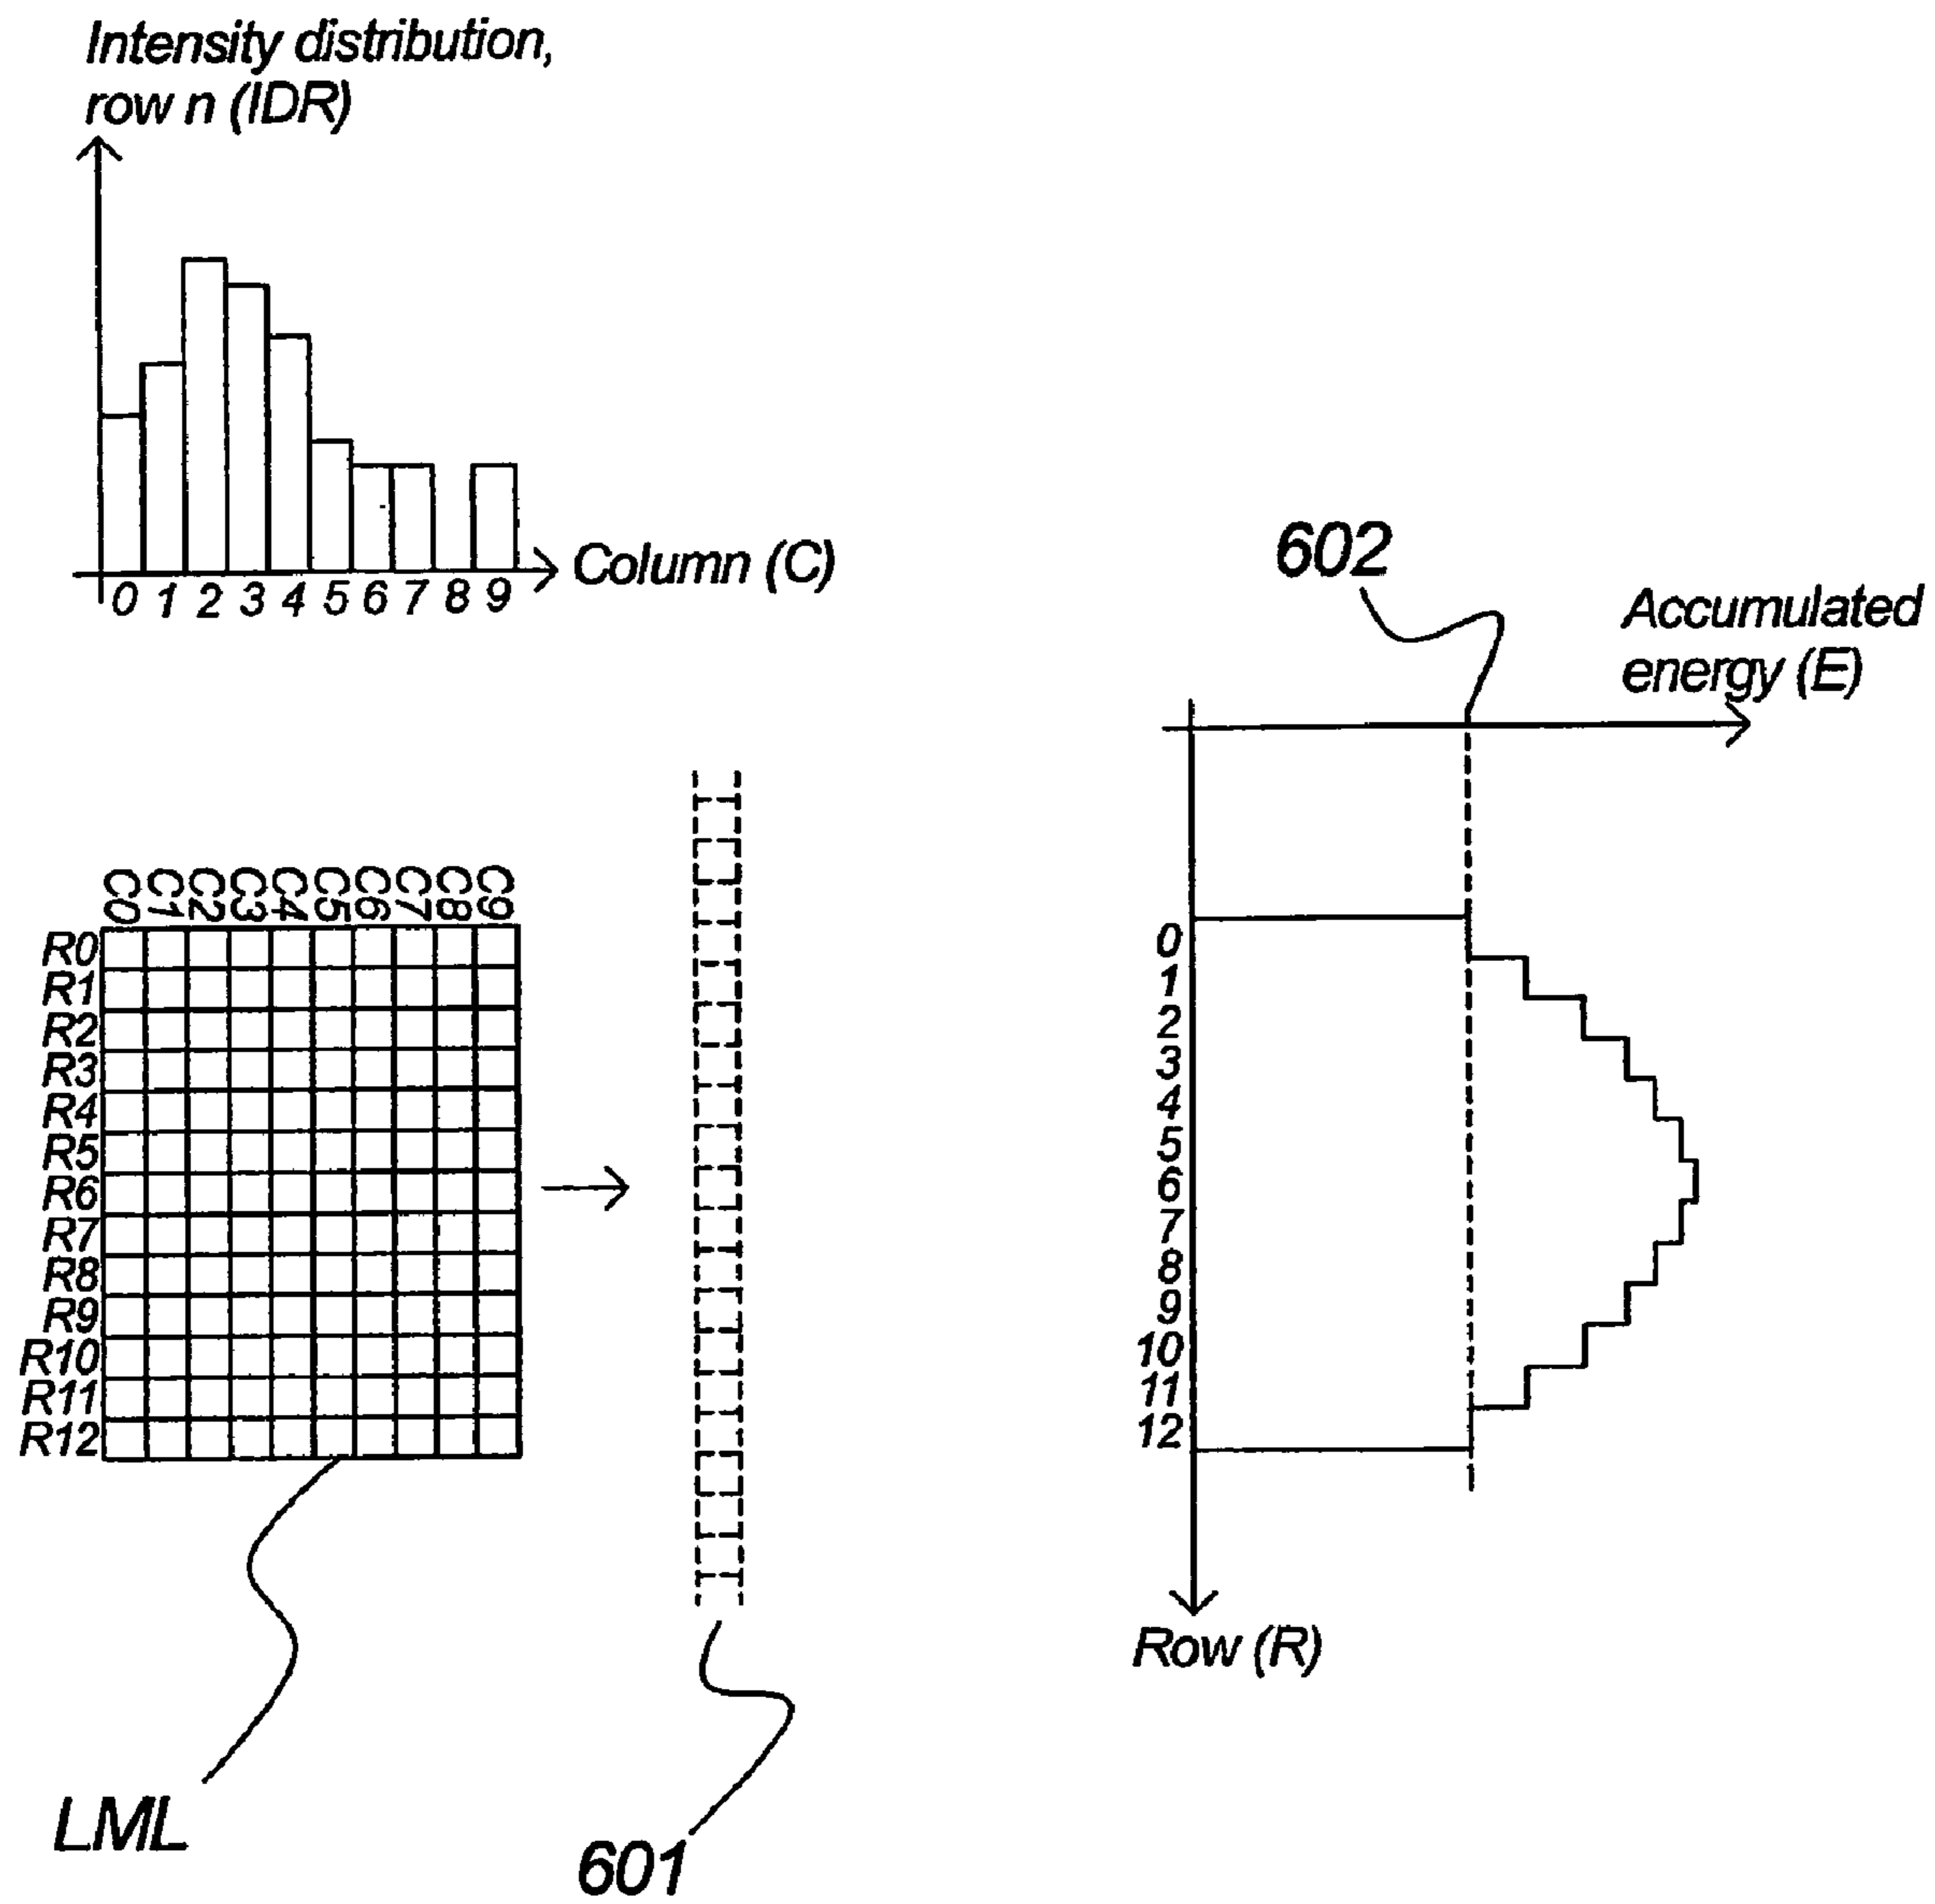 Intensity distribution,
row n (IDR)
Column (C)
0 1 2 3 4 5 6 7 8 9
602
Accumulated
energy (E)
C0 C1 C2 C3 C4 C5 C6 C7 C8 C9
R0
R1
R2
R3
R4
R5
R6
R7
R8
R9
R10
R11
R12
0
1
2
3
4
5
6
7
8
9
10
11
12
Row (R)
LML
601